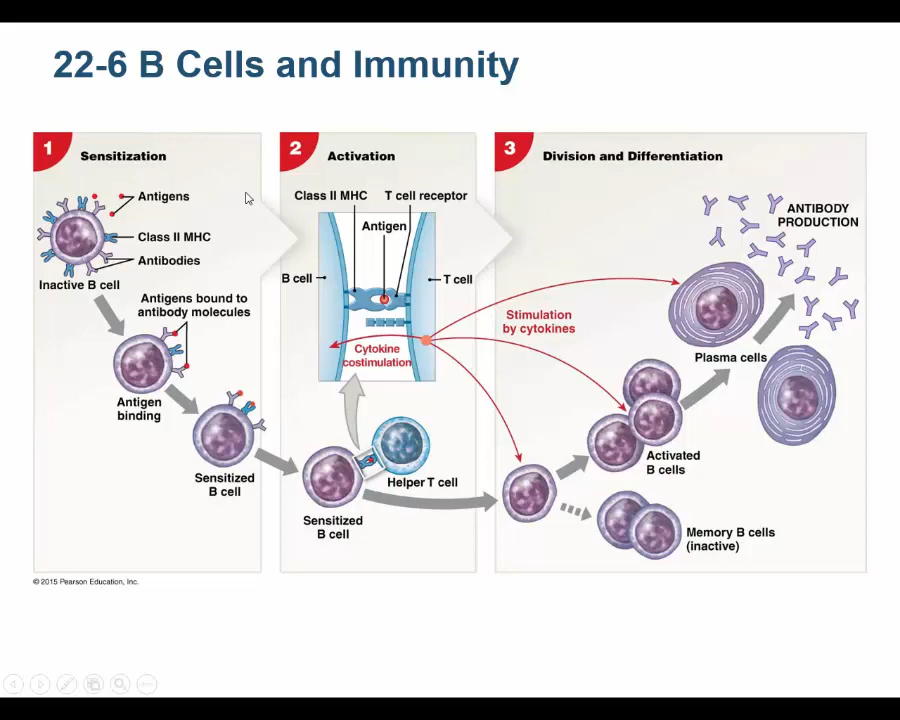 22-6 B Cells and Immunity
1
Sensitization
Antigens
Class II MHC
Antibodies
Inactive B cell
Antigens bound to
antibody molecules
Antigen
binding
Sensitized
B cell
2
Activation
Class II MHC
T cell receptor
Antigen
B cell
T cell
Cytokine
costimulation
Helper T cell
Sensitized
B cell
3
Division and Differentiation
Stimulation
by cytokines
ANTIBODY
PRODUCTION
Plasma cells
Activated
B cells
Memory B cells
(inactive)
© 2015 Pearson Education, Inc.